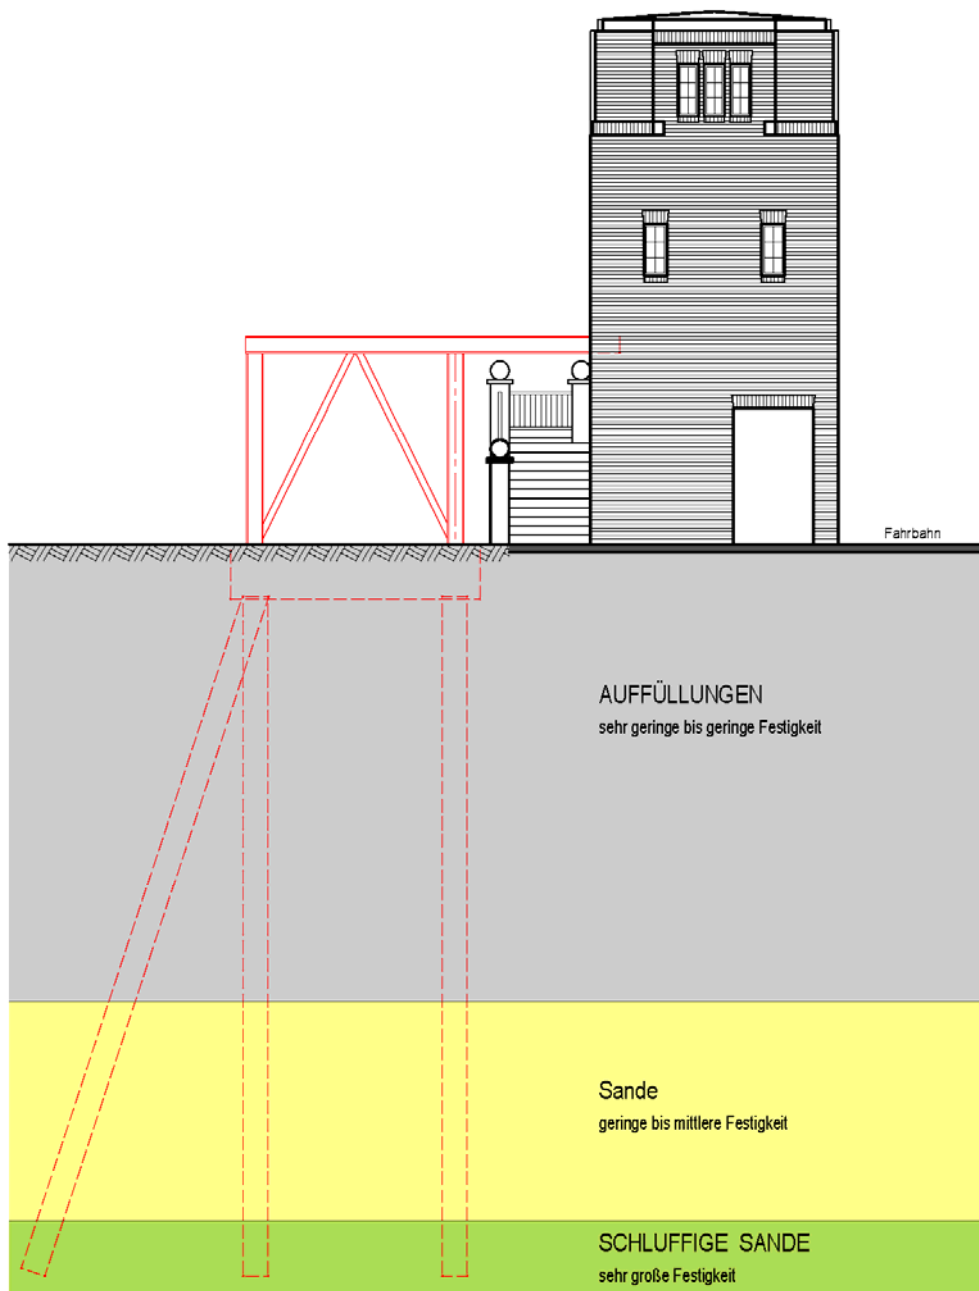 Fahrbahn
AUFFÜLLUNGEN
sehr geringe bis geringe Festigkeit
Sande
geringe bis mittlere Festigkeit
SCHLUFFIGE SANDE
sehr große Festigkeit